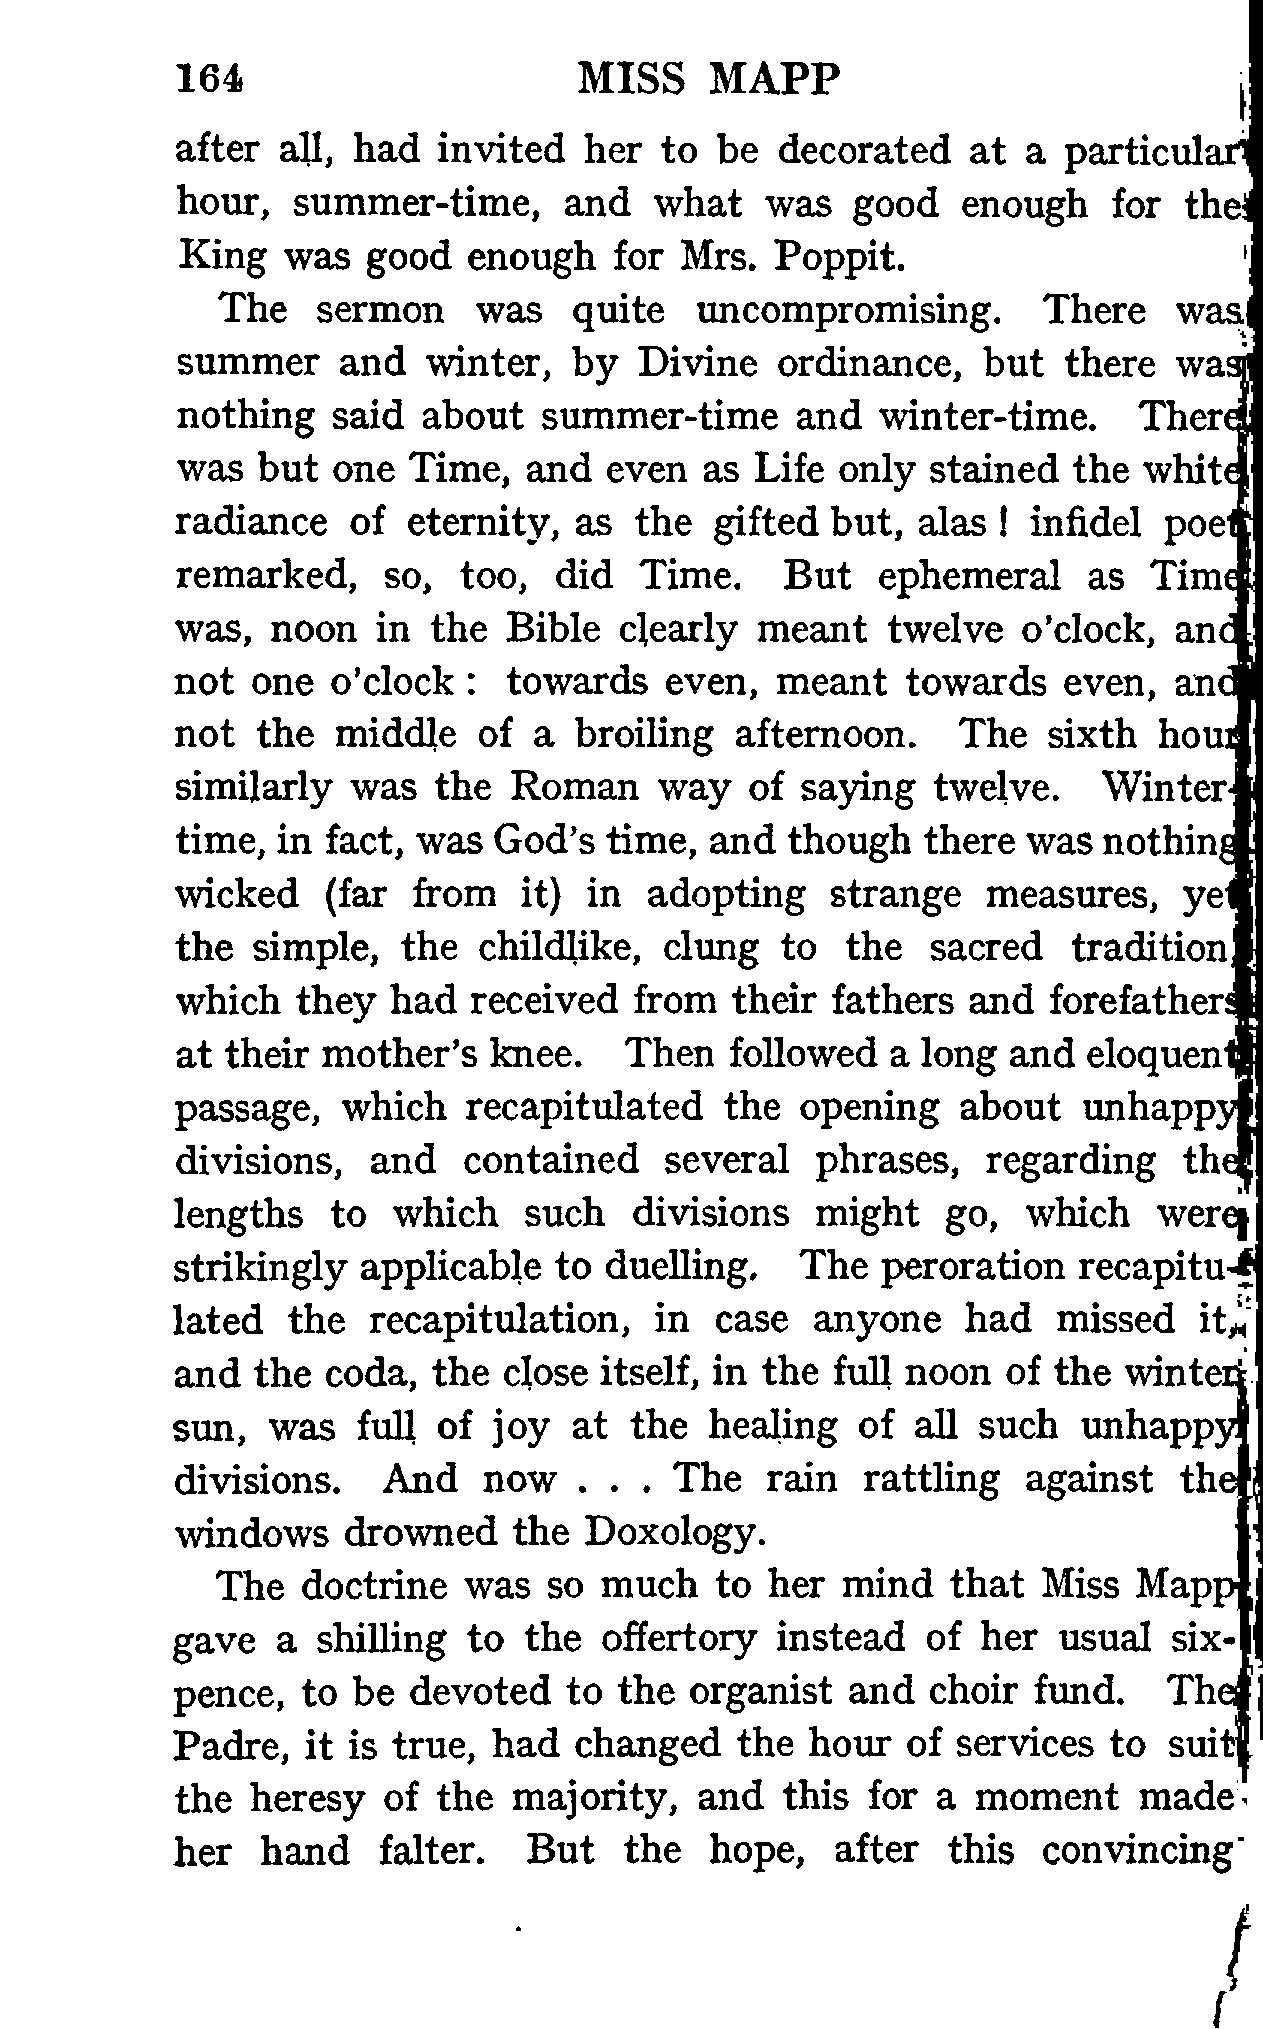 164 MISS MAPP
after all, had invited her to be decorated at a particular
hour, summer-time, and what was good enough for the
King was good enough for Mrs. Poppit.
The sermon was quite uncompromising. There was
summer and winter, by Divine ordinance, but there was
nothing said about summer-time and winter-time. There
was but one Time, and even as Life only stained the white
radiance of eternity, as the gifted but, alas ! infidel poet
remarked, so, too, did Time. But ephemeral as Time
was, noon in the Bible clearly meant twelve o'clock, and
not one o'clock : towards even, meant towards even, and
not the middle of a broiling afternoon. The sixth hour
similarly was the Roman way of saying twelve. Winter-
time, in fact, was God's time, and though there was nothing
wicked (far from it) in adopting strange measures, yet
the simple, the childlike, clung to the sacred tradition,
which they had received from their fathers and forefathers
at their mother's knee. Then followed a long and eloquent
passage, which recapitulated the opening about unhappy
divisions, and contained several phrases, regarding the
lengths to which such divisions might go, which were
strikingly applicable to duelling. The peroration recapitu-
lated the recapitulation, in case anyone had missed it,
and the coda, the close itself, in the full noon of the winter
sun, was full of joy at the healing of all such unhappy
divisions. And now . . . The rain rattling against the
windows drowned the Doxology.
The doctrine was so much to her mind that Miss Mapp
gave a shilling to the offertory instead of her usual six-
pence, to be devoted to the organist and choir fund. The
Padre, it is true, had changed the hour of services to suit
the heresy of the majority, and this for a moment made
her hand falter. But the hope, after this convincing